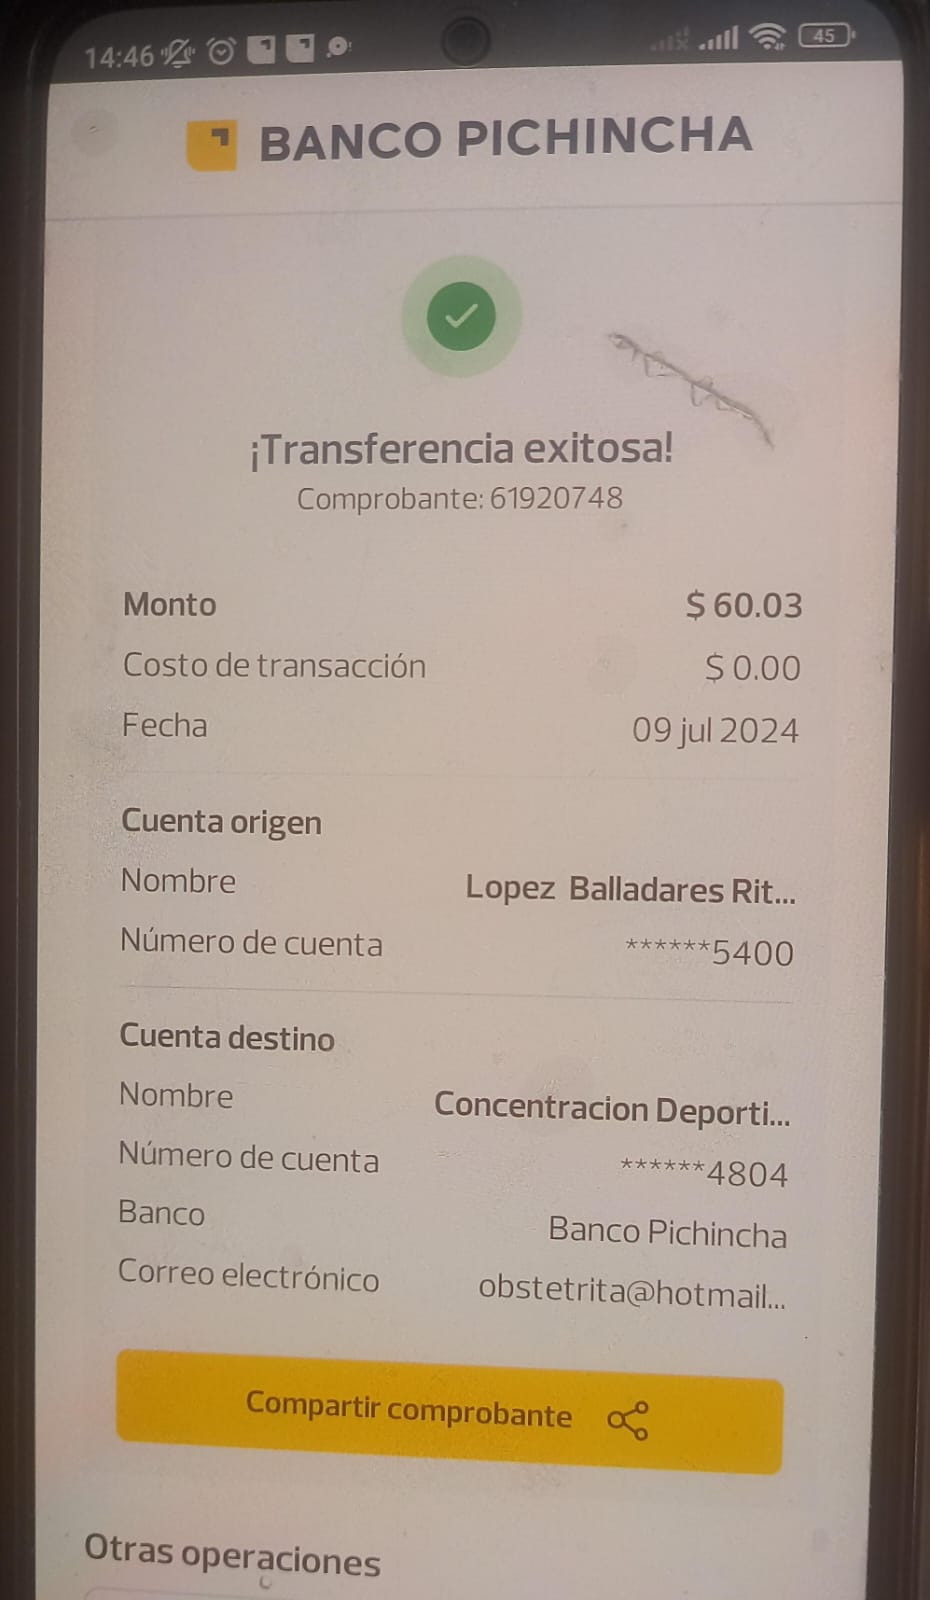 14:46
45
BANCO PICHINCHA
¡Transferencia exitosa!
Comprobante: 61920748
Monto $ 60.03
Costo de transacción $ 0.00
Fecha 09 jul 2024
Cuenta origen
Nombre Lopez Balladares Rit...
Número de cuenta ******5400
Cuenta destino
Nombre Concentracion Deporti...
Número de cuenta ******4804
Banco Banco Pichincha
Correo electrónico obstetrita@hotmail...
Compartir comprobante
Otras operaciones